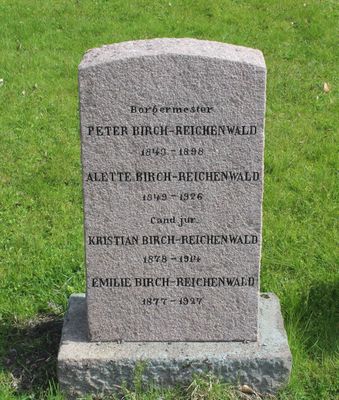 Borgermester
PETER BIRCH-REICHENWALD
1843-1898
ALETTE BIRCH-REICHENWALD
1849-1926
Cand jur.
KRISTIAN BIRCH-REICHENWALD
1878-1914
EMILIE BIRCH-REICHENWALD
1877-1927